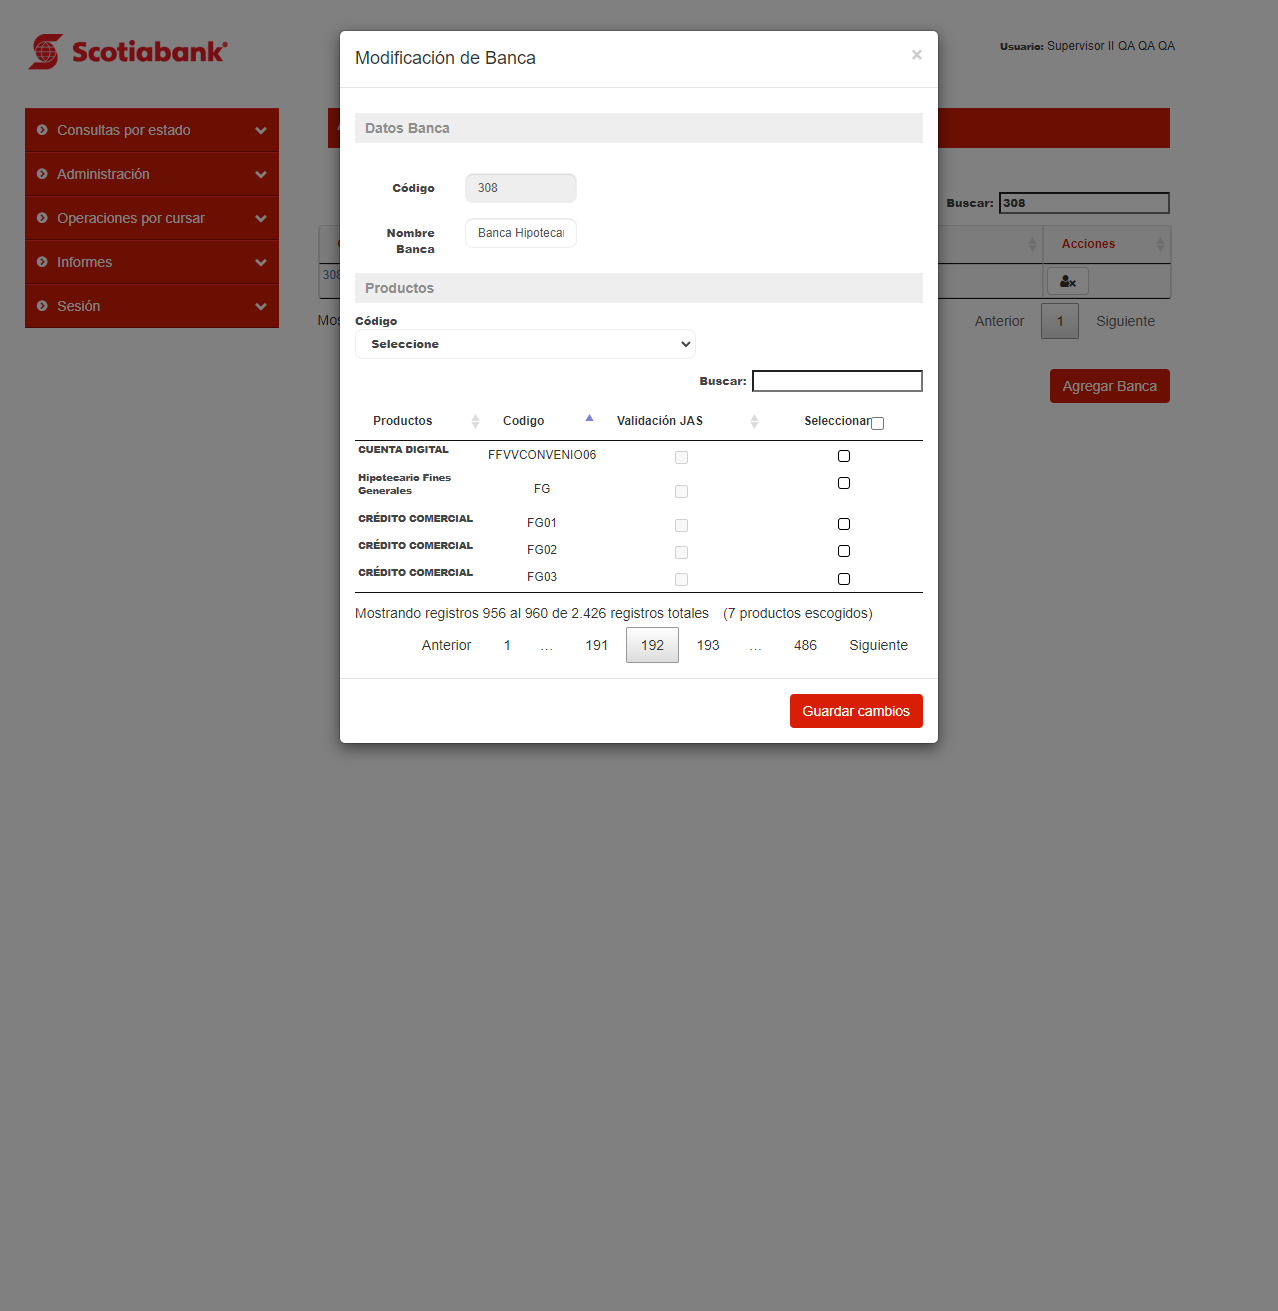 Scotiabank
Usuario: Supervisor II QA QA QA
Consultas por estado
Administración
Operaciones por cursar
Informes
Sesión
Modificación de Banca
×
Datos Banca
Código
308
Nombre Banca
Banca Hipotecar
Productos
Código
Seleccione
Buscar:
Productos Codigo Validación JAS Seleccionar
CUENTA DIGITAL FFVVCONVENIO06
Hipotecario Fines Generales FG
CRÉDITO COMERCIAL FG01
CRÉDITO COMERCIAL FG02
CRÉDITO COMERCIAL FG03
Mostrando registros 956 al 960 de 2.426 registros totales (7 productos escogidos)
Anterior 1 … 191 192 193 … 486 Siguiente
Guardar cambios
Buscar: 308
Acciones
308
Mos
Anterior 1 Siguiente
Agregar Banca